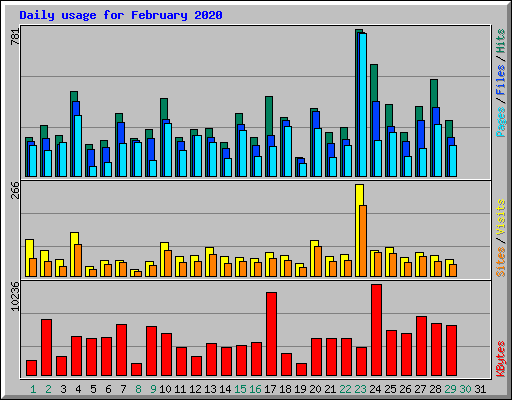 Daily usage for February 2020
781
Pages / Files / Hits
266
Sites / Visits
10236
KBytes
1 2 3 4 5 6 7 8 9 10 11 12 13 14 15 16 17 18 19 20 21 22 23 24 25 26 27 28 29 30 31